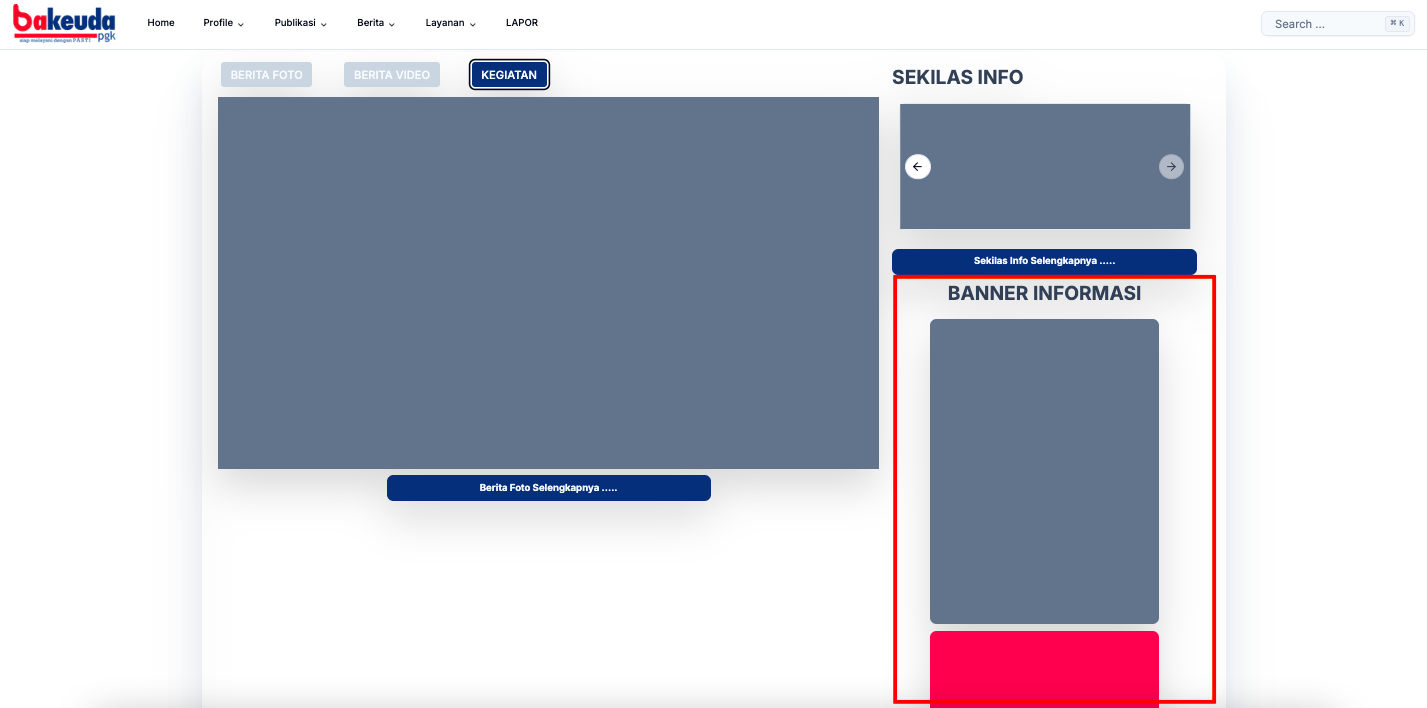 bakeuda
siap melayani dengan PASTI
pgk
Home
Profile
Publikasi
Berita
Layanan
LAPOR
Search ...
⌘ K
BERITA FOTO
BERITA VIDEO
KEGIATAN
SEKILAS INFO
Sekilas Info Selengkapnya .....
BANNER INFORMASI
Berita Foto Selengkapnya .....